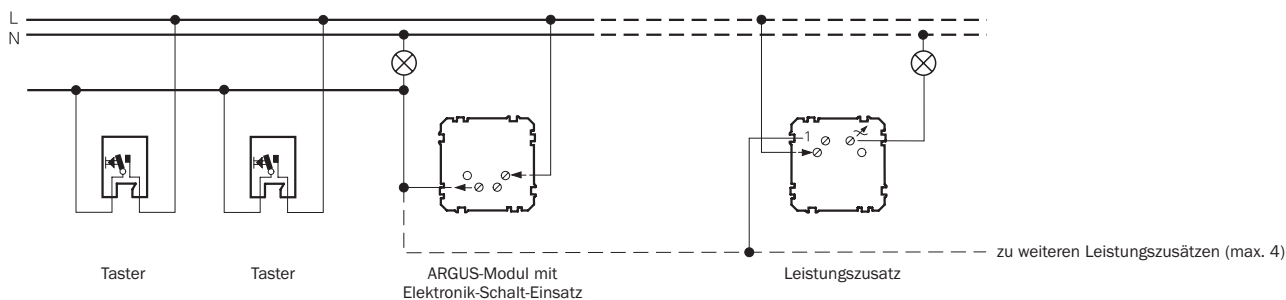 L
N
1
Taster
Taster
ARGUS-Modul mit
Elektronik-Schalt-Einsatz
Leistungszusatz
zu weiteren Leistungszusätzen (max. 4)